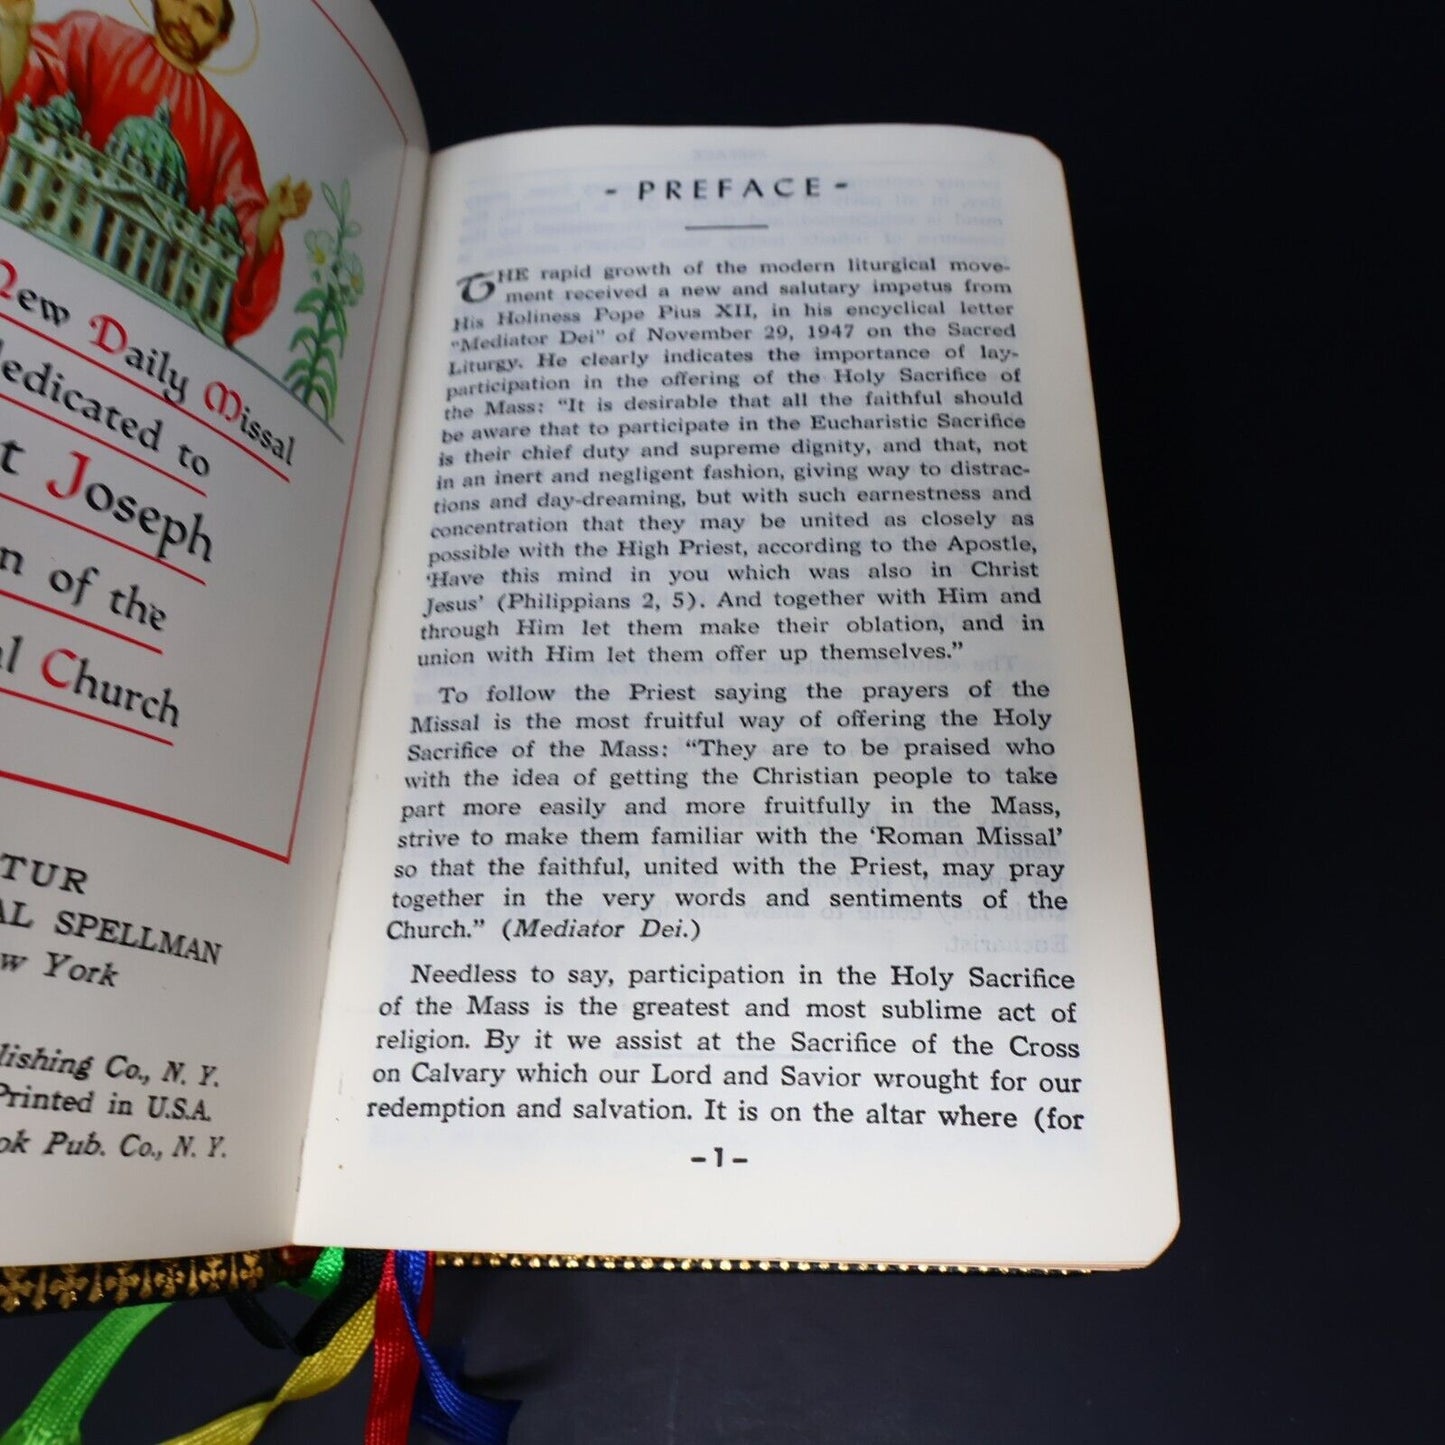 New Daily Missal
dedicated to
Joseph
of the
Church
SPELLMAN
York
Co., N. Y.
Printed in U.S.A.
Pub. Co., N. Y.
- PREFACE -
THE rapid growth of the modern liturgical move-
ment received a new and salutary impetus from
His Holiness Pope Pius XII, in his encyclical letter
"Mediator Dei" of November 29, 1947 on the Sacred
Liturgy. He clearly indicates the importance of lay-
participation in the offering of the Holy Sacrifice of
the Mass: "It is desirable that all the faithful should
be aware that to participate in the Eucharistic Sacrifice
is their chief duty and supreme dignity, and that, not
in an inert and negligent fashion, giving way to distrac-
tions and day-dreaming, but with such earnestness and
concentration that they may be united as closely as
possible with the High Priest, according to the Apostle,
'Have this mind in you which was also in Christ
Jesus' (Philippians 2, 5). And together with Him and
through Him let them make their oblation, and in
union with Him let them offer up themselves."
To follow the Priest saying the prayers of the
Missal is the most fruitful way of offering the Holy
Sacrifice of the Mass: "They are to be praised who
with the idea of getting the Christian people to take
part more easily and more fruitfully in the Mass,
strive to make them familiar with the 'Roman Missal'
so that the faithful, united with the Priest, may pray
together in the very words and sentiments of the
Church." (Mediator Dei.)
Needless to say, participation in the Holy Sacrifice
of the Mass is the greatest and most sublime act of
religion. By it we assist at the Sacrifice of the Cross
on Calvary which our Lord and Savior wrought for our
redemption and salvation. It is on the altar where (for
-1-